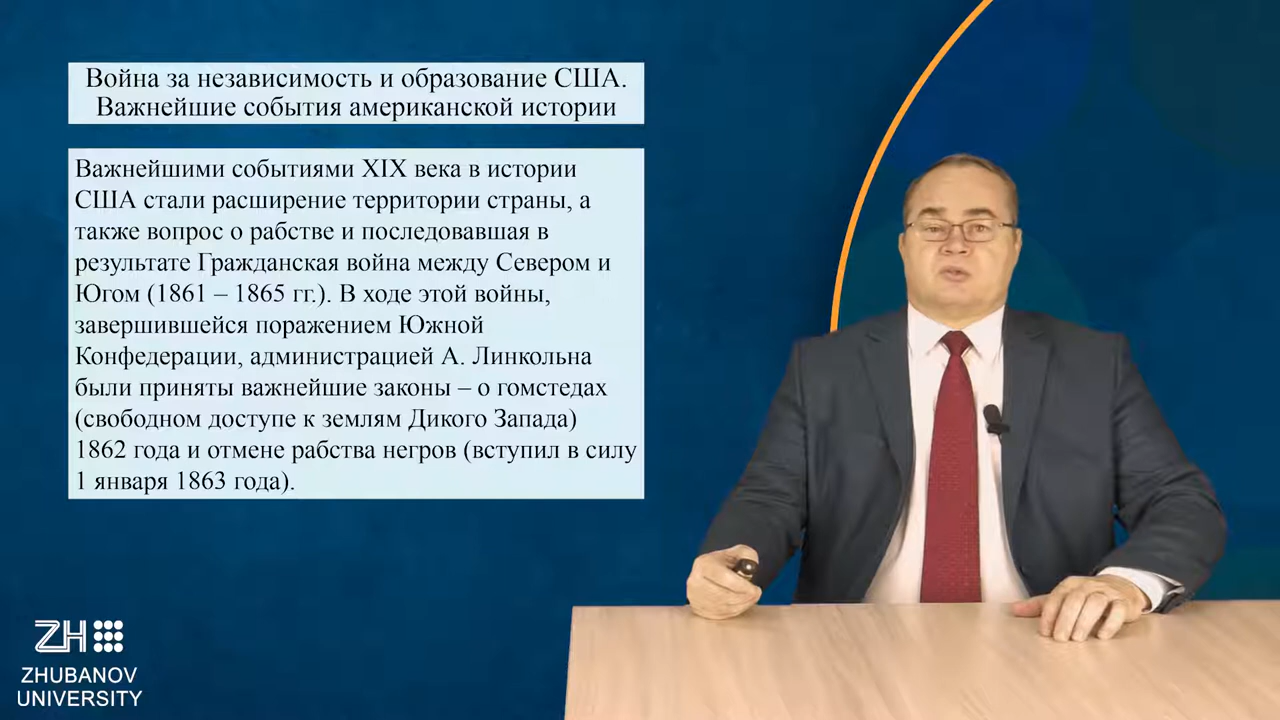 Война за независимость и образование США.
Важнейшие события американской истории
Важнейшими событиями XIX века в истории
США стали расширение территории страны, а
также вопрос о рабстве и последовавшая в
результате Гражданская война между Севером и
Югом (1861 – 1865 гг.). В ходе этой войны,
завершившейся поражением Южной
Конфедерации, администрацией А. Линкольна
были приняты важнейшие законы – о гомстедах
(свободном доступе к землям Дикого Запада)
1862 года и отмене рабства негров (вступил в силу
1 января 1863 года).
ZH
ZHUBANOV
UNIVERSITY